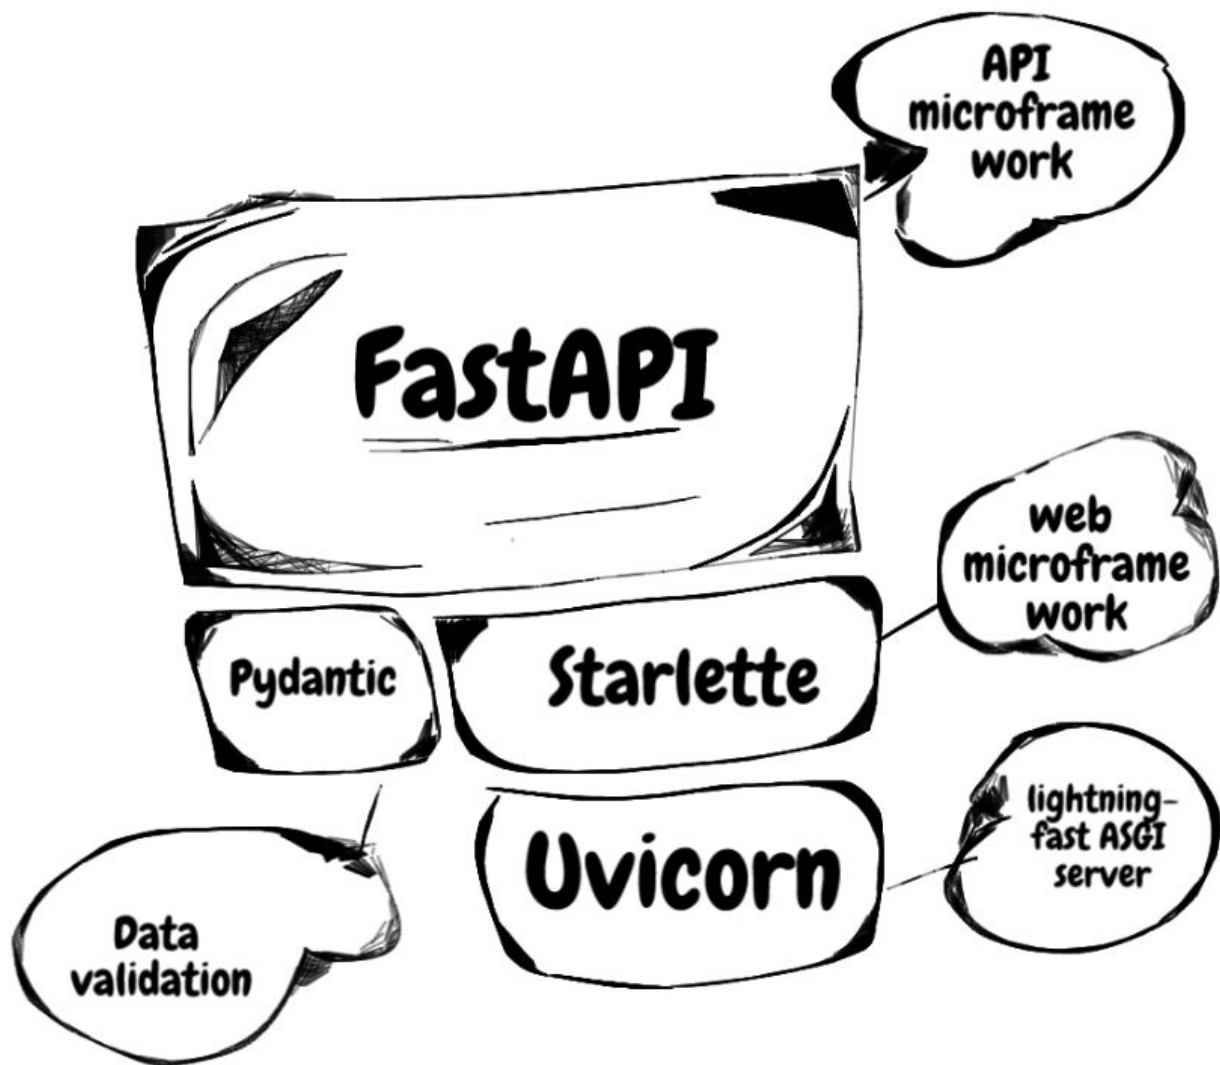 API
microframe
work
FastAPI
web
microframe
work
Pydantic
Starlette
lightning-
fast ASGI
server
Uvicorn
Data
validation